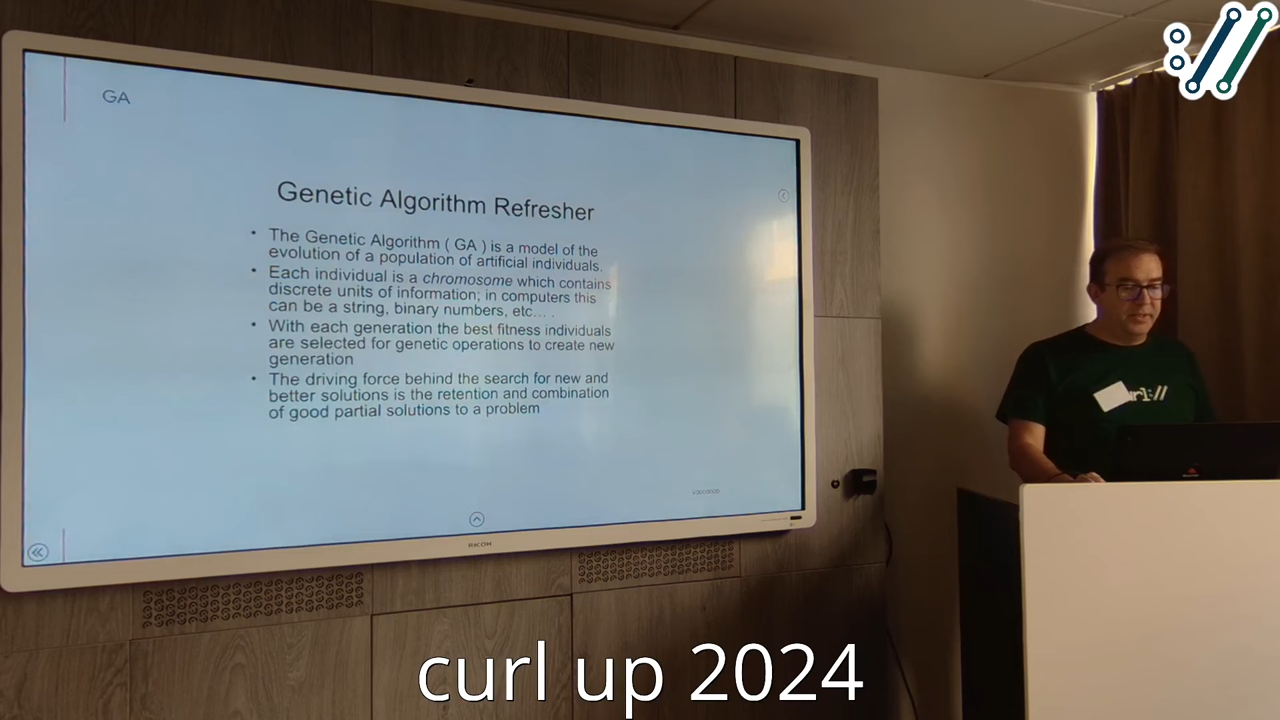 GA
Genetic Algorithm Refresher
• The Genetic Algorithm ( GA ) is a model of the
evolution of a population of artificial individuals.
• Each individual is a chromosome which contains
discrete units of information; in computers this
can be a string, binary numbers, etc... .
• With each generation the best fitness individuals
are selected for genetic operations to create new
generation
• The driving force behind the search for new and
better solutions is the retention and combination
of good partial solutions to a problem
RICOH
url://
curl up 2024